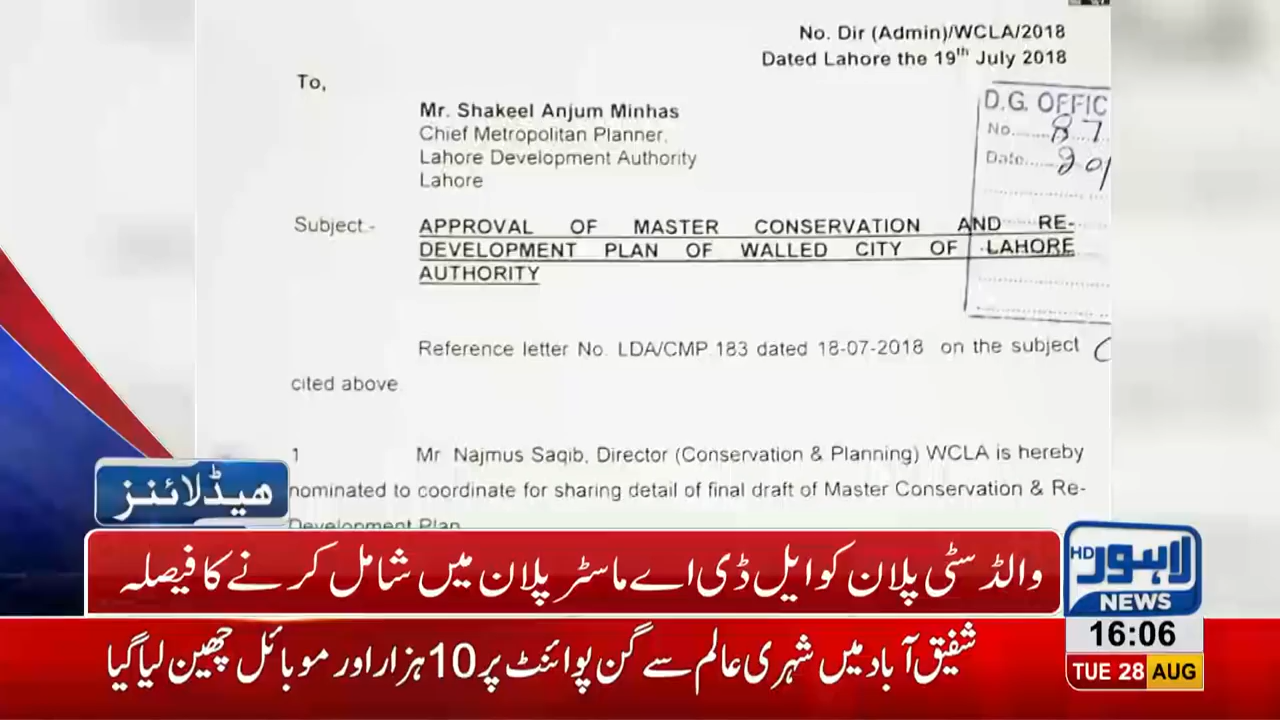 No. Dir (Admin)/WCLA/2018
Dated Lahore the 19th July 2018
To,
Mr. Shakeel Anjum Minhas
Chief Metropolitan Planner,
Lahore Development Authority
Lahore
D.G. OFFIC
No. 87
Date 20
Subject:- APPROVAL OF MASTER CONSERVATION AND RE-
DEVELOPMENT PLAN OF WALLED CITY OF LAHORE
AUTHORITY
Reference letter No. LDA/CMP 183 dated 18-07-2018 on the subject
cited above
1 Mr Najmus Saqib, Director (Conservation & Planning) WCLA is hereby
nominated to coordinate for sharing detail of final draft of Master Conservation & Re-
Development Plan
ھیڈلائنز
والڈ سٹی پلان کو ایل ڈی اے ماسٹر پلان میں شامل کرنے کا فیصلہ
شفیق آباد میں شہری عالم سے گن پوائنٹ پر 10 ہزار اور موبائل چھین لیا گیا
HD لاہور
NEWS
16:06
TUE 28 AUG